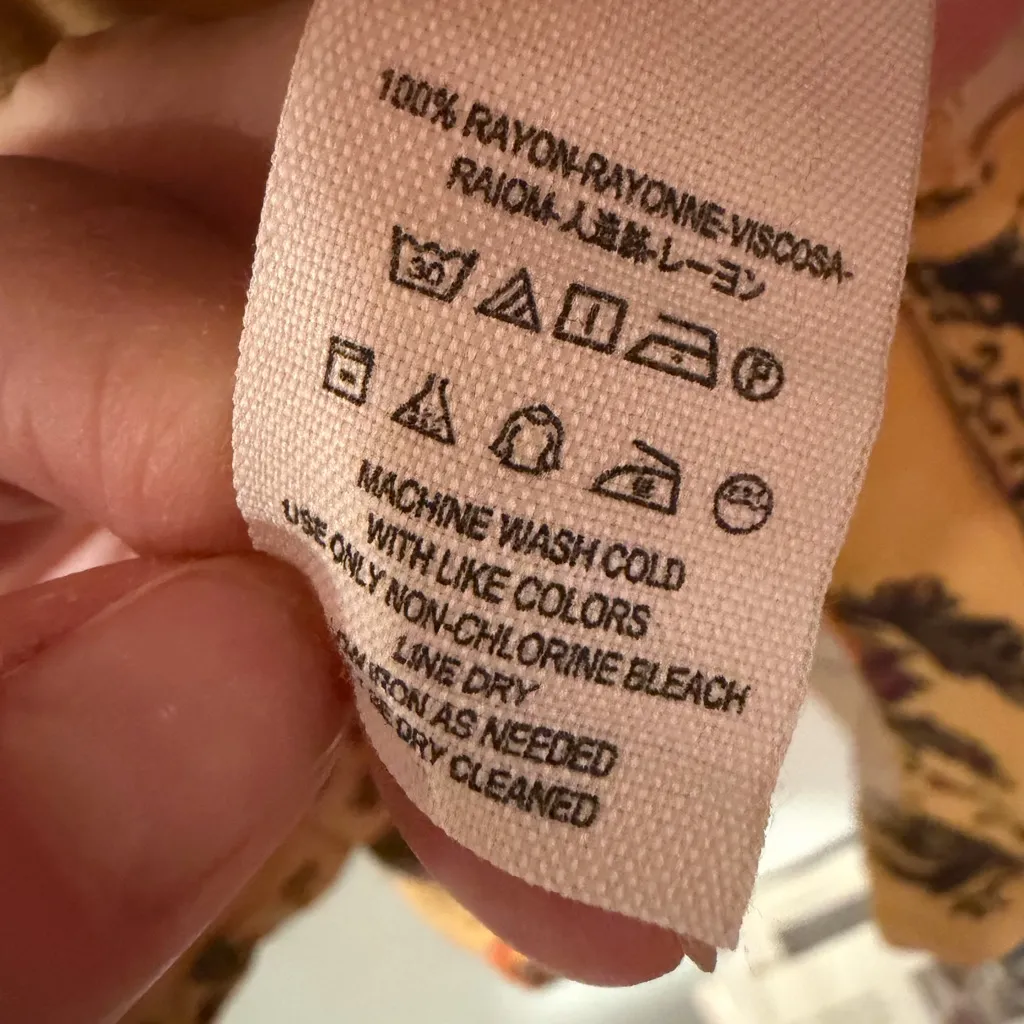 100% RAYON-RAYONNE-VISCOSA-
RAIOM-人造絲-レーヨン
30
P
MACHINE WASH COLD
WITH LIKE COLORS
USE ONLY NON-CHLORINE BLEACH
LINE DRY
IRON AS NEEDED
DRY CLEANED